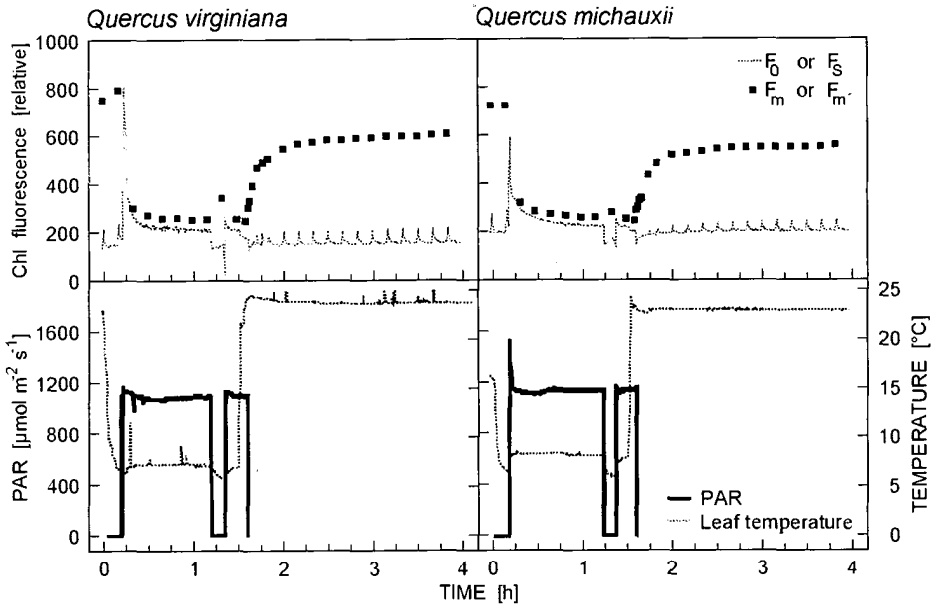 Quercus virginiana
Quercus michauxii
Chl fluorescence [relative]
1000
800
600
400
200
0
F0 or FS
Fm or Fm'
PAR [µmol m-2 s-1]
1600
1200
800
400
0
25
20
15
10
5
0
TEMPERATURE [°C]
PAR
Leaf temperature
0 1 2 3 4
0 1 2 3 4
TIME [h]